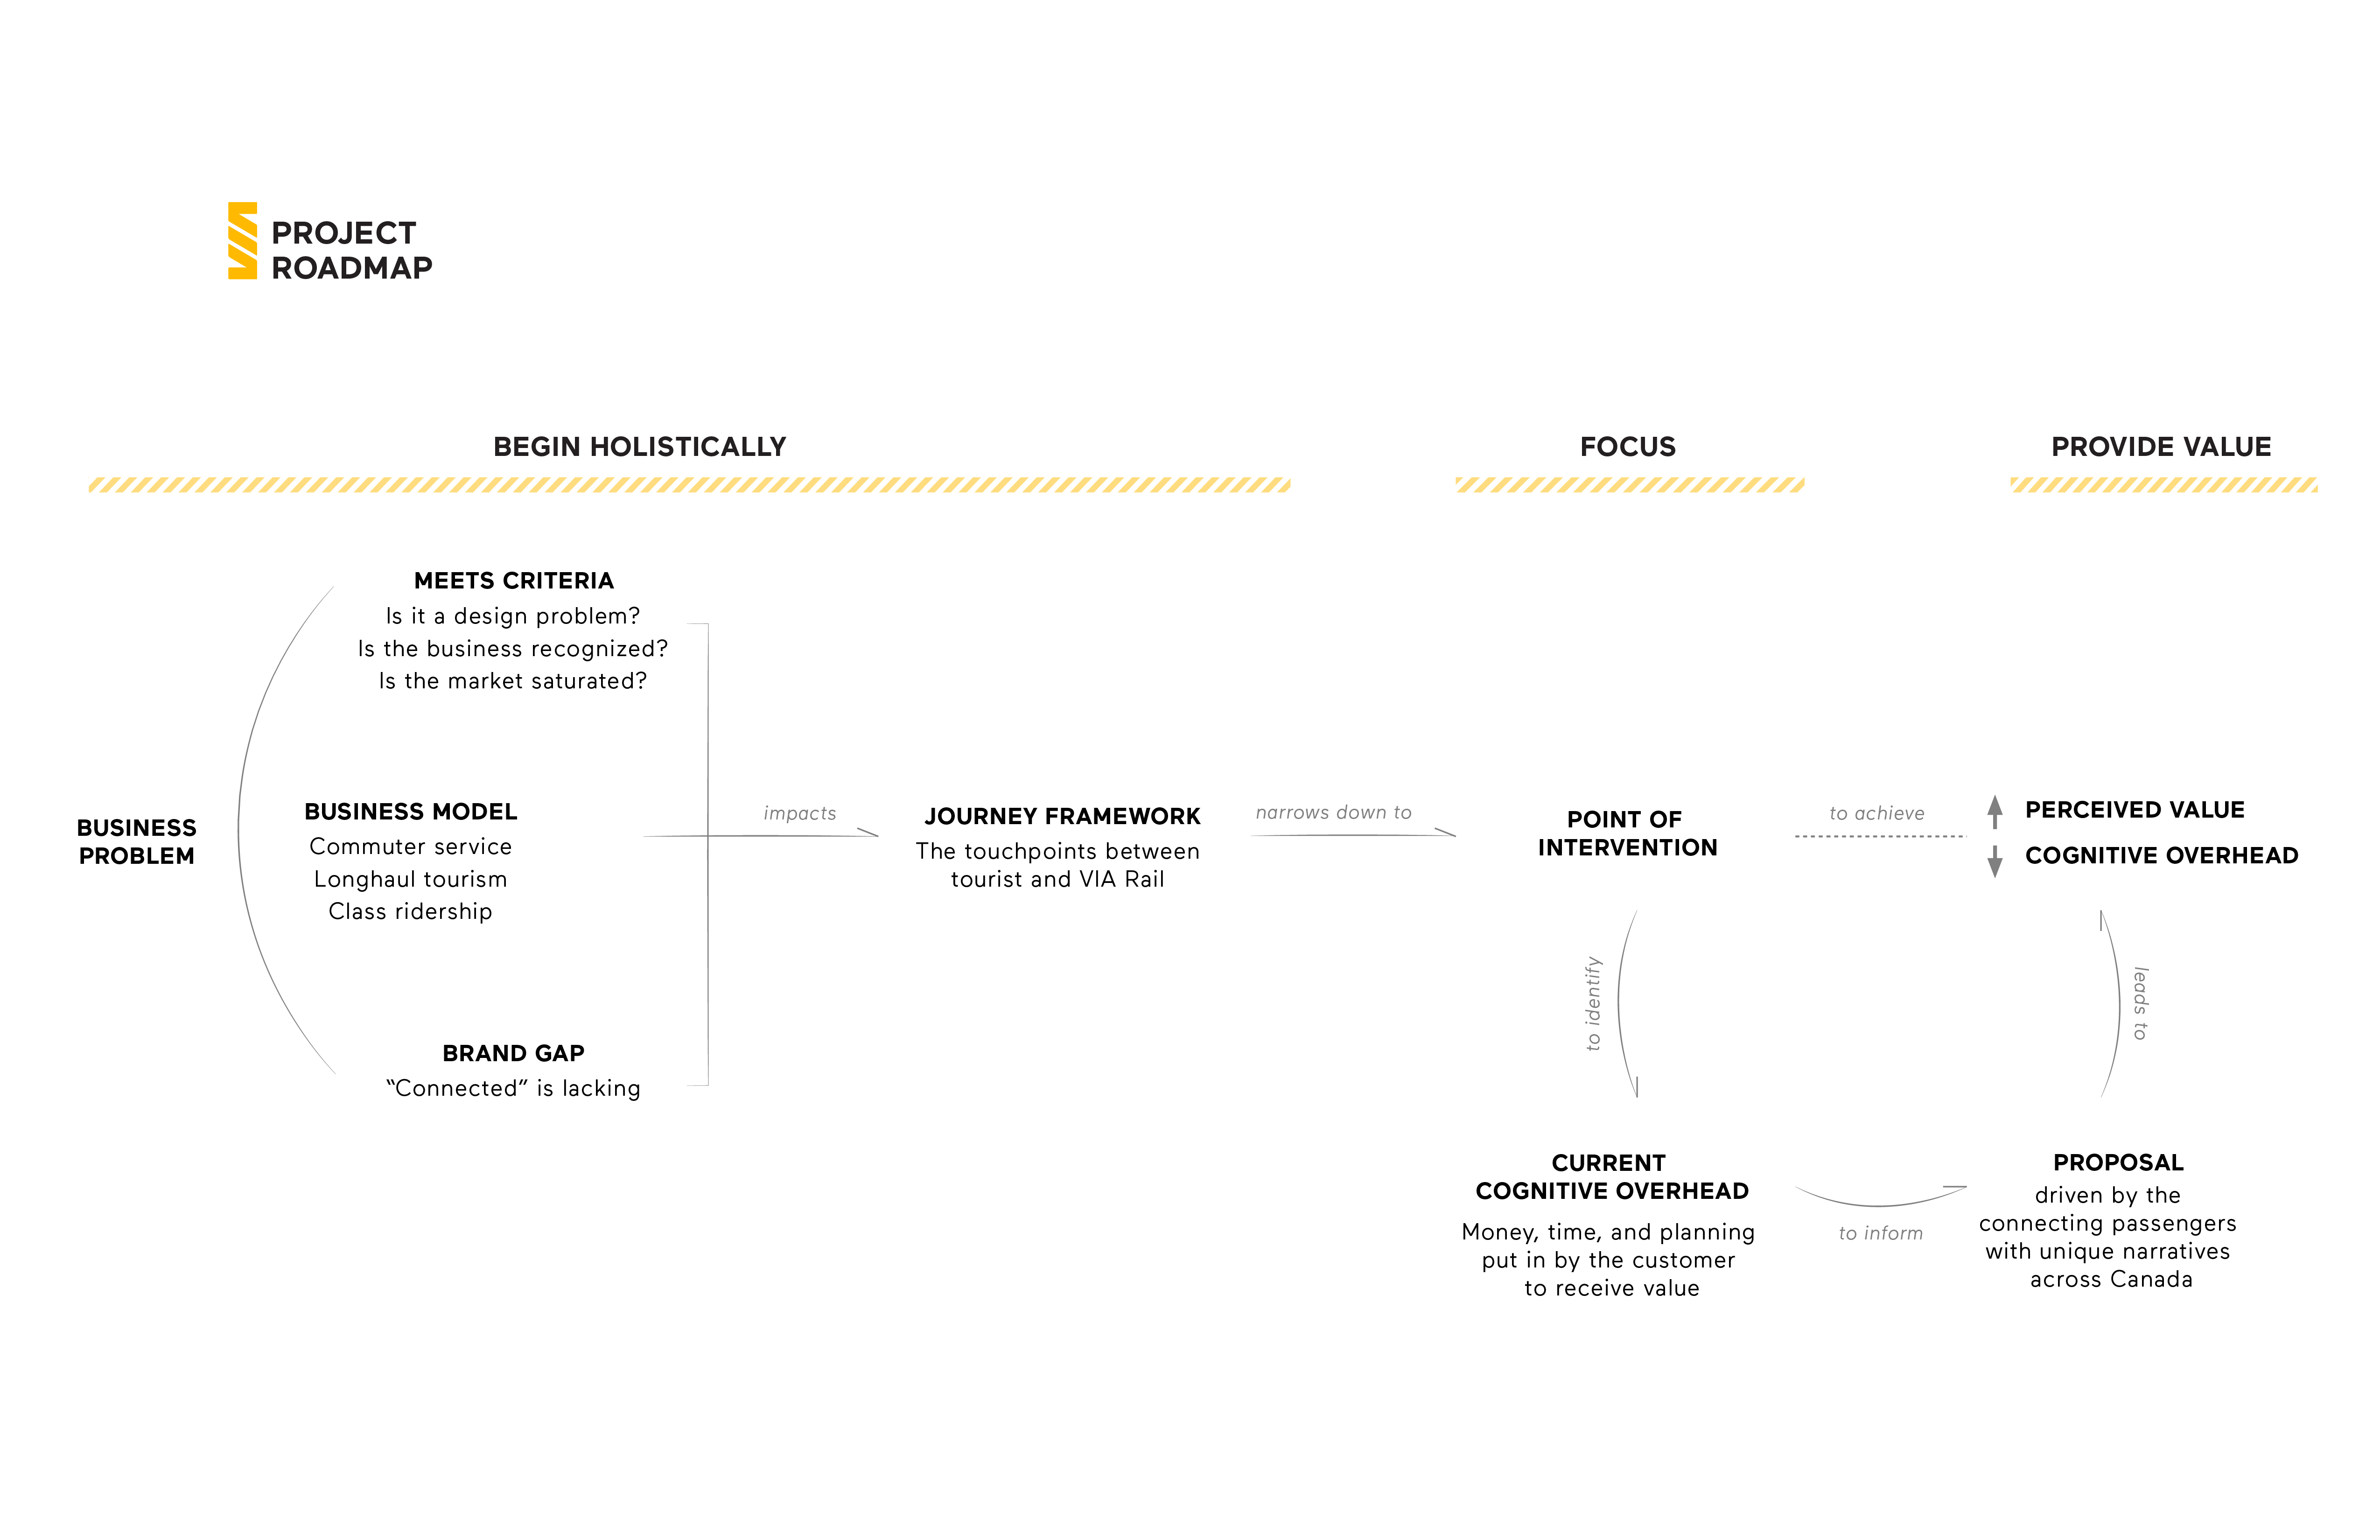 PROJECT
ROADMAP
BEGIN HOLISTICALLY
FOCUS
PROVIDE VALUE
BUSINESS
PROBLEM
MEETS CRITERIA
Is it a design problem?
Is the business recognized?
Is the market saturated?
BUSINESS MODEL
Commuter service
Longhaul tourism
Class ridership
BRAND GAP
“Connected” is lacking
impacts
JOURNEY FRAMEWORK
The touchpoints between
tourist and VIA Rail
narrows down to
POINT OF
INTERVENTION
to achieve
PERCEIVED VALUE
COGNITIVE OVERHEAD
to identify
leads to
CURRENT
COGNITIVE OVERHEAD
Money, time, and planning
put in by the customer
to receive value
to inform
PROPOSAL
driven by the
connecting passengers
with unique narratives
across Canada